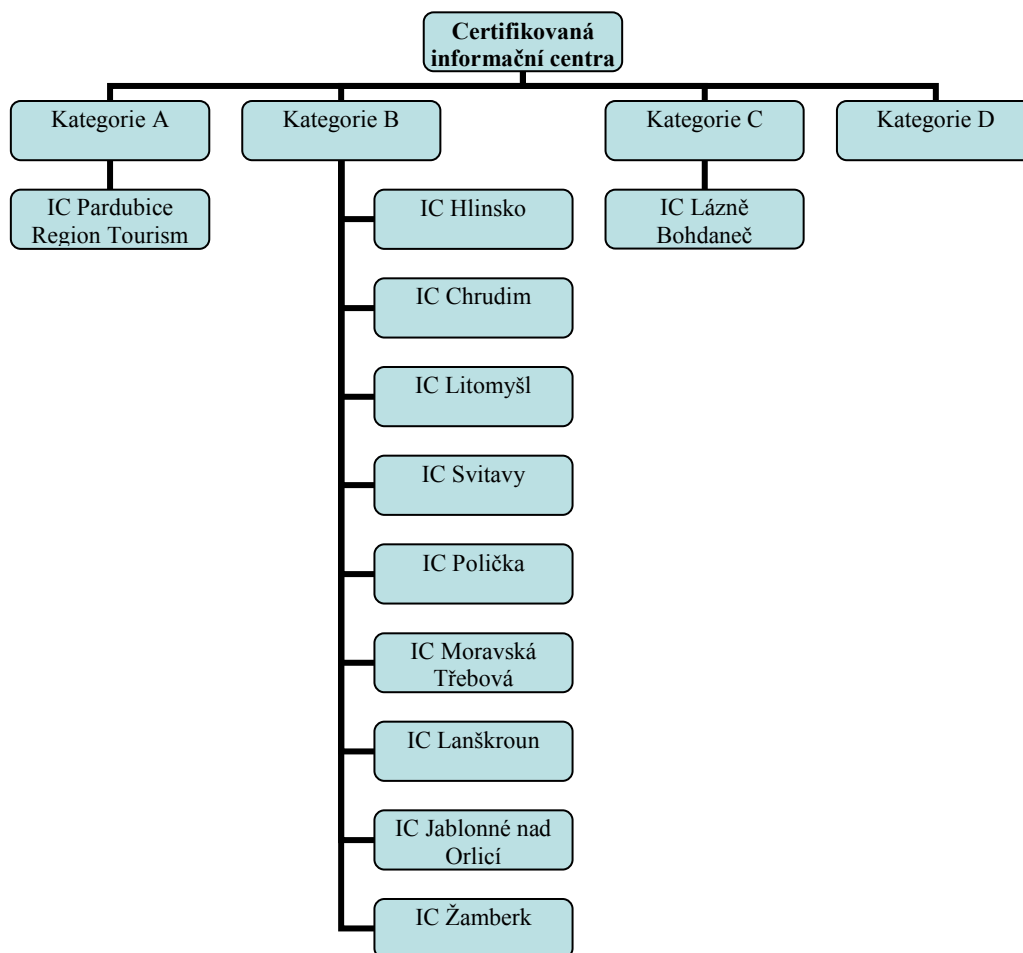 Certifikovaná
informační centra
Kategorie A
Kategorie B
Kategorie C
Kategorie D
IC Pardubice
Region Tourism
IC Hlinsko
IC Lázně
Bohdaneč
IC Chrudim
IC Litomyšl
IC Svitavy
IC Polička
IC Moravská
Třebová
IC Lanškroun
IC Jablonné nad
Orlicí
IC Žamberk